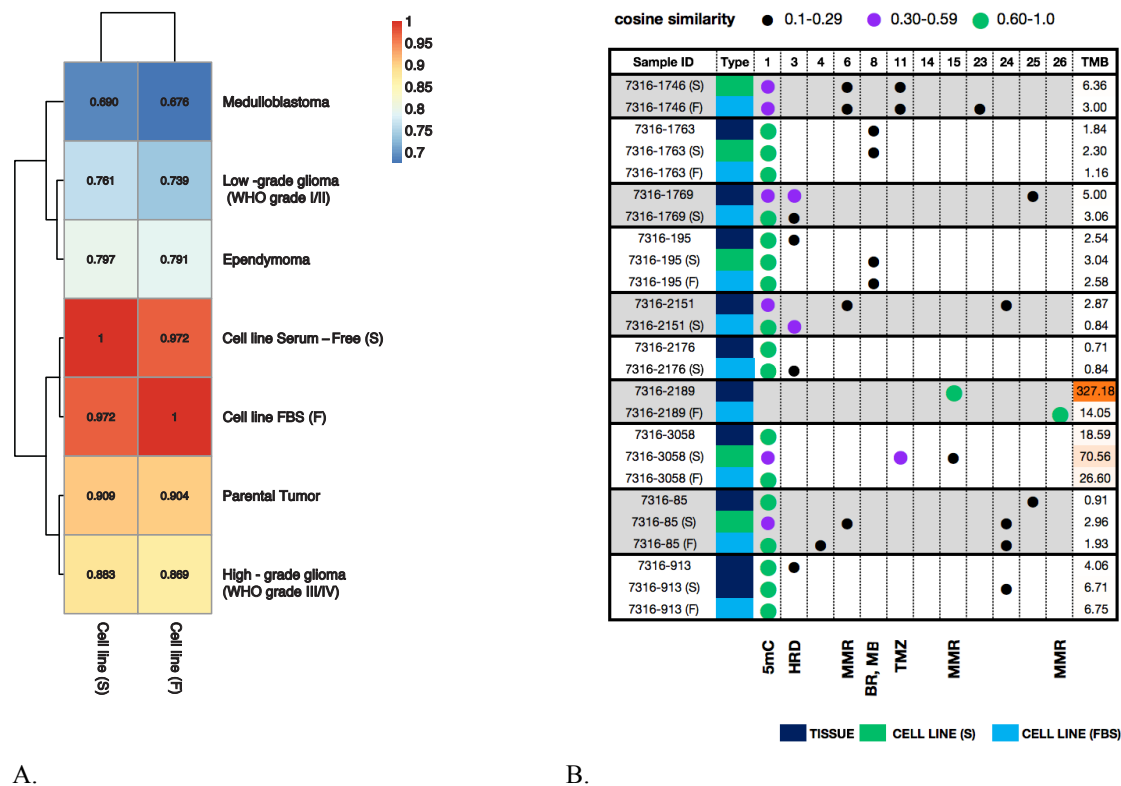 1
0.95
0.9
0.85
0.8
0.75
0.7
0.690 0.676 Medulloblastoma
0.761 0.739 Low -grade glioma
(WHO grade I/II)
0.797 0.791 Ependymoma
1 0.972 Cell line Serum – Free (S)
0.972 1 Cell line FBS (F)
0.909 0.904 Parental Tumor
0.883 0.869 High - grade glioma
(WHO grade III/IV)
Cell line (S)
Cell line (F)
A.
cosine similarity 0.1-0.29 0.30-0.59 0.60-1.0
Sample ID Type 1 3 4 6 8 11 14 15 23 24 25 26 TMB
7316-1746 (S) 6.36
7316-1746 (F) 3.00
7316-1763 1.84
7316-1763 (S) 2.30
7316-1763 (F) 1.16
7316-1769 5.00
7316-1769 (S) 3.06
7316-195 2.54
7316-195 (S) 3.04
7316-195 (F) 2.58
7316-2151 2.87
7316-2151 (S) 0.84
7316-2176 0.71
7316-2176 (S) 0.84
7316-2189 327.18
7316-2189 (F) 14.05
7316-3058 18.59
7316-3058 (S) 70.56
7316-3058 (F) 26.60
7316-85 0.91
7316-85 (S) 2.96
7316-85 (F) 1.93
7316-913 4.06
7316-913 (S) 6.71
7316-913 (F) 6.75
5mC
HRD
MMR
BR, MB
TMZ
MMR
MMR
TISSUE CELL LINE (S) CELL LINE (FBS)
B.